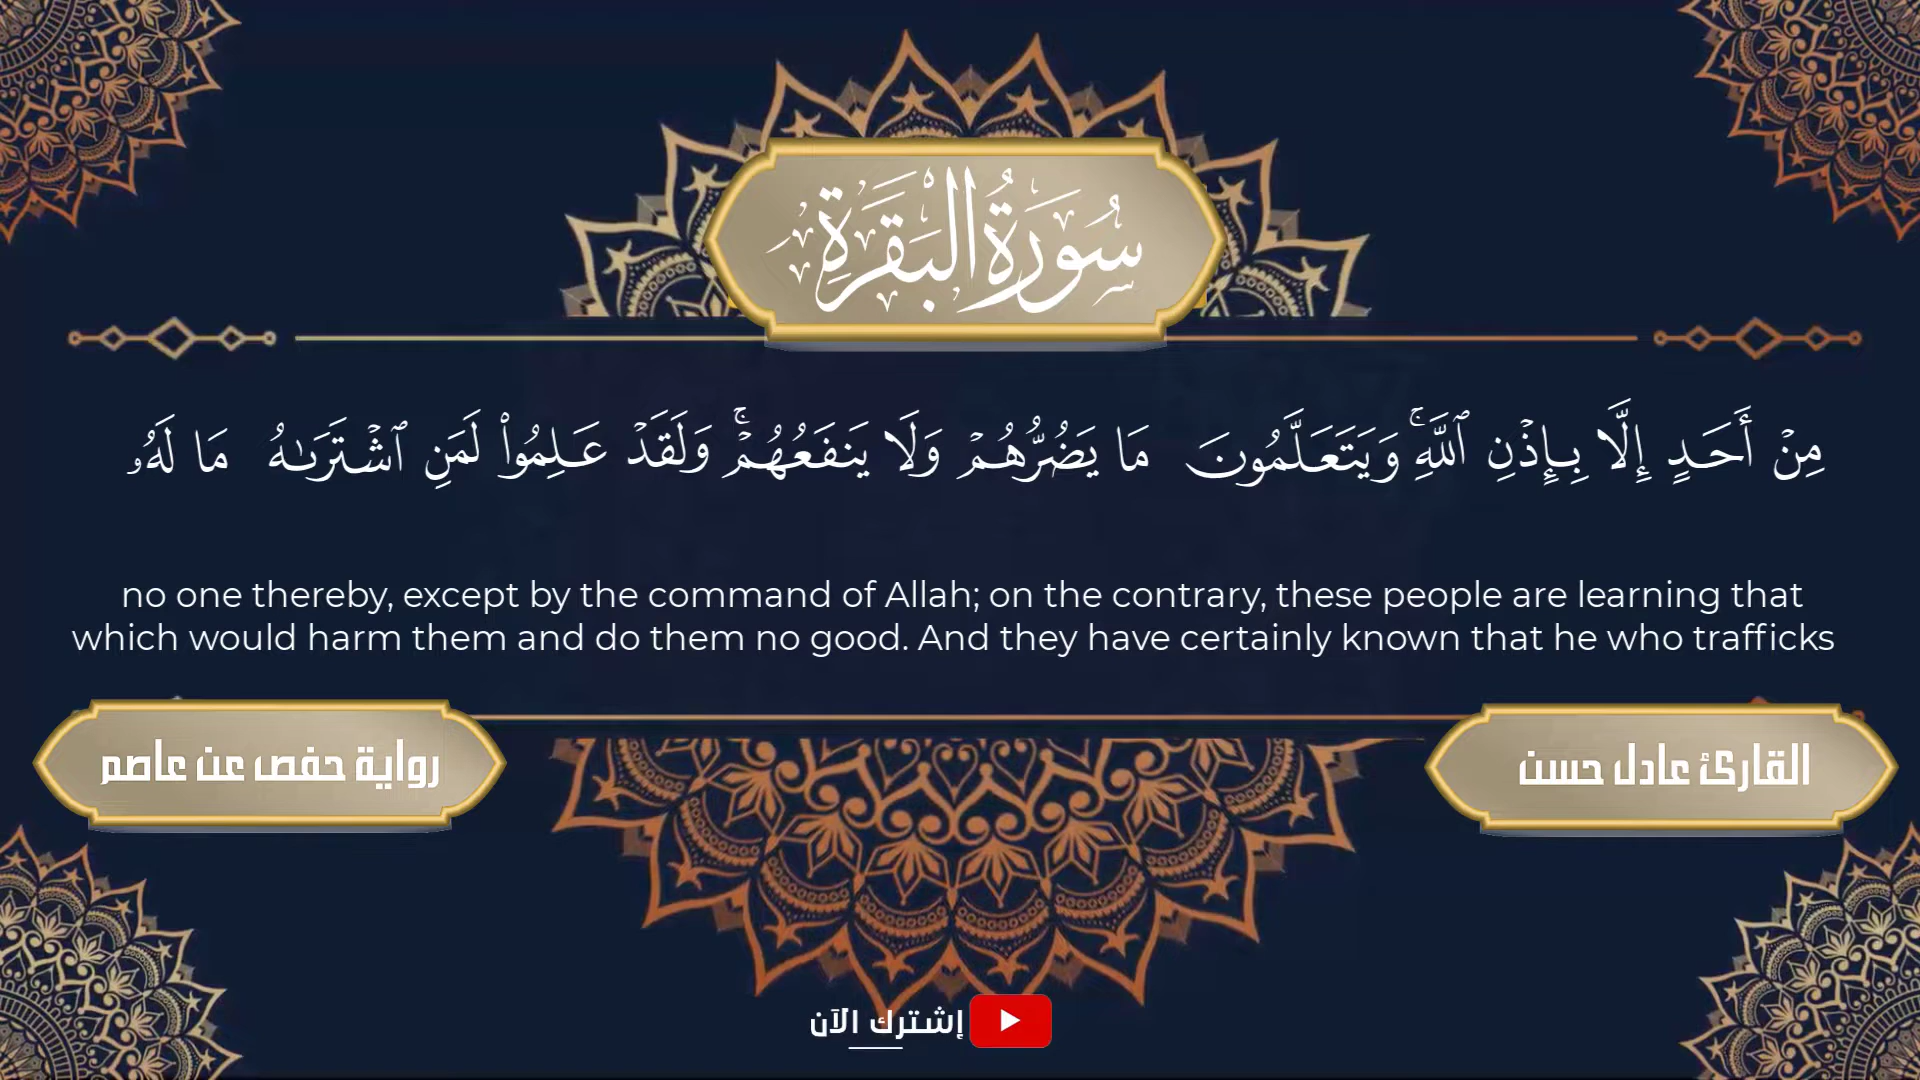 سُورَةُ البَقَرَةِ
مِنْ أَحَدٍ إِلَّا بِإِذْنِ ٱللَّهِۚ وَيَتَعَلَّمُونَ مَا يَضُرُّهُمْ وَلَا يَنفَعُهُمْۚ وَلَقَدْ عَلِمُوا۟ لَمَنِ ٱشْتَرَىٰهُ مَا لَهُۥ
no one thereby, except by the command of Allah; on the contrary, these people are learning that
which would harm them and do them no good. And they have certainly known that he who trafficks
القارئ عادل حسن
رواية حفص عن عاصم
إشترك الآن